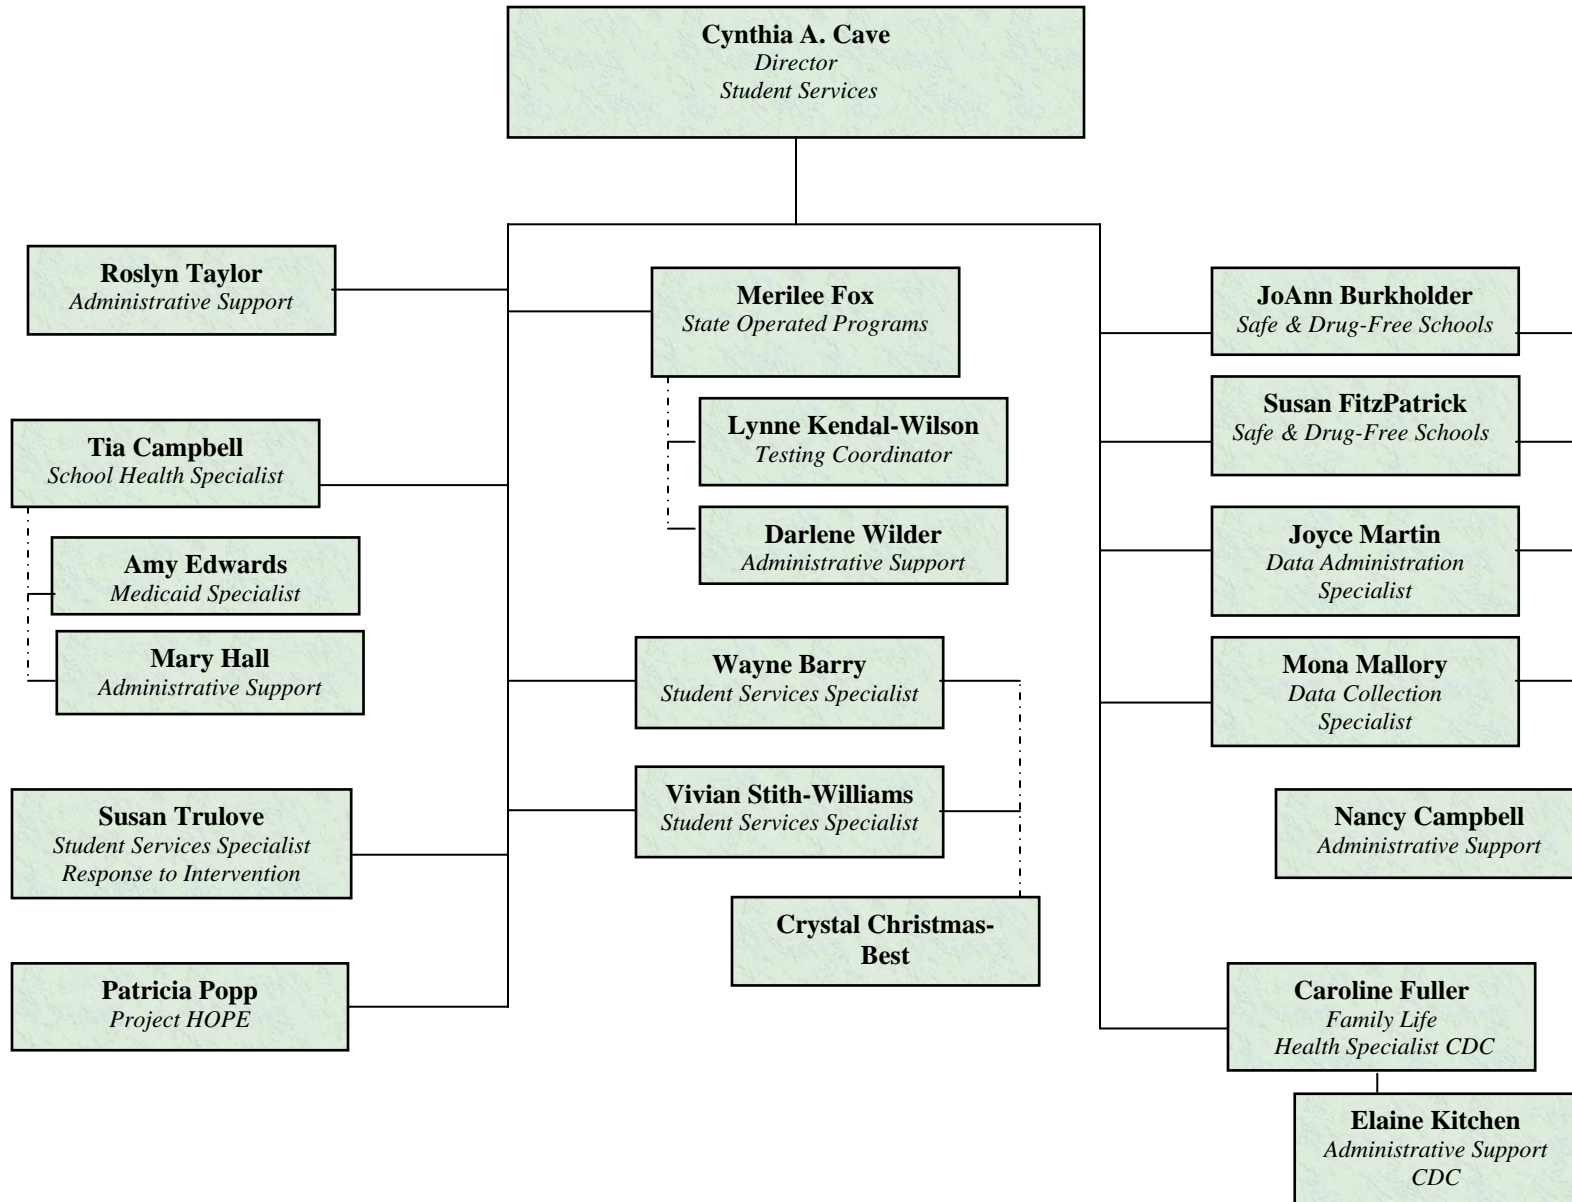 Cynthia A. Cave
Director
Student Services
Roslyn Taylor
Administrative Support
Tia Campbell
School Health Specialist
Amy Edwards
Medicaid Specialist
Mary Hall
Administrative Support
Susan Trulove
Student Services Specialist
Response to Intervention
Patricia Popp
Project HOPE
Merilee Fox
State Operated Programs
Lynne Kendal-Wilson
Testing Coordinator
Darlene Wilder
Administrative Support
Wayne Barry
Student Services Specialist
Vivian Stith-Williams
Student Services Specialist
Crystal Christmas-
Best
JoAnn Burkholder
Safe & Drug-Free Schools
Susan FitzPatrick
Safe & Drug-Free Schools
Joyce Martin
Data Administration
Specialist
Mona Mallory
Data Collection
Specialist
Nancy Campbell
Administrative Support
Caroline Fuller
Family Life
Health Specialist CDC
Elaine Kitchen
Administrative Support
CDC